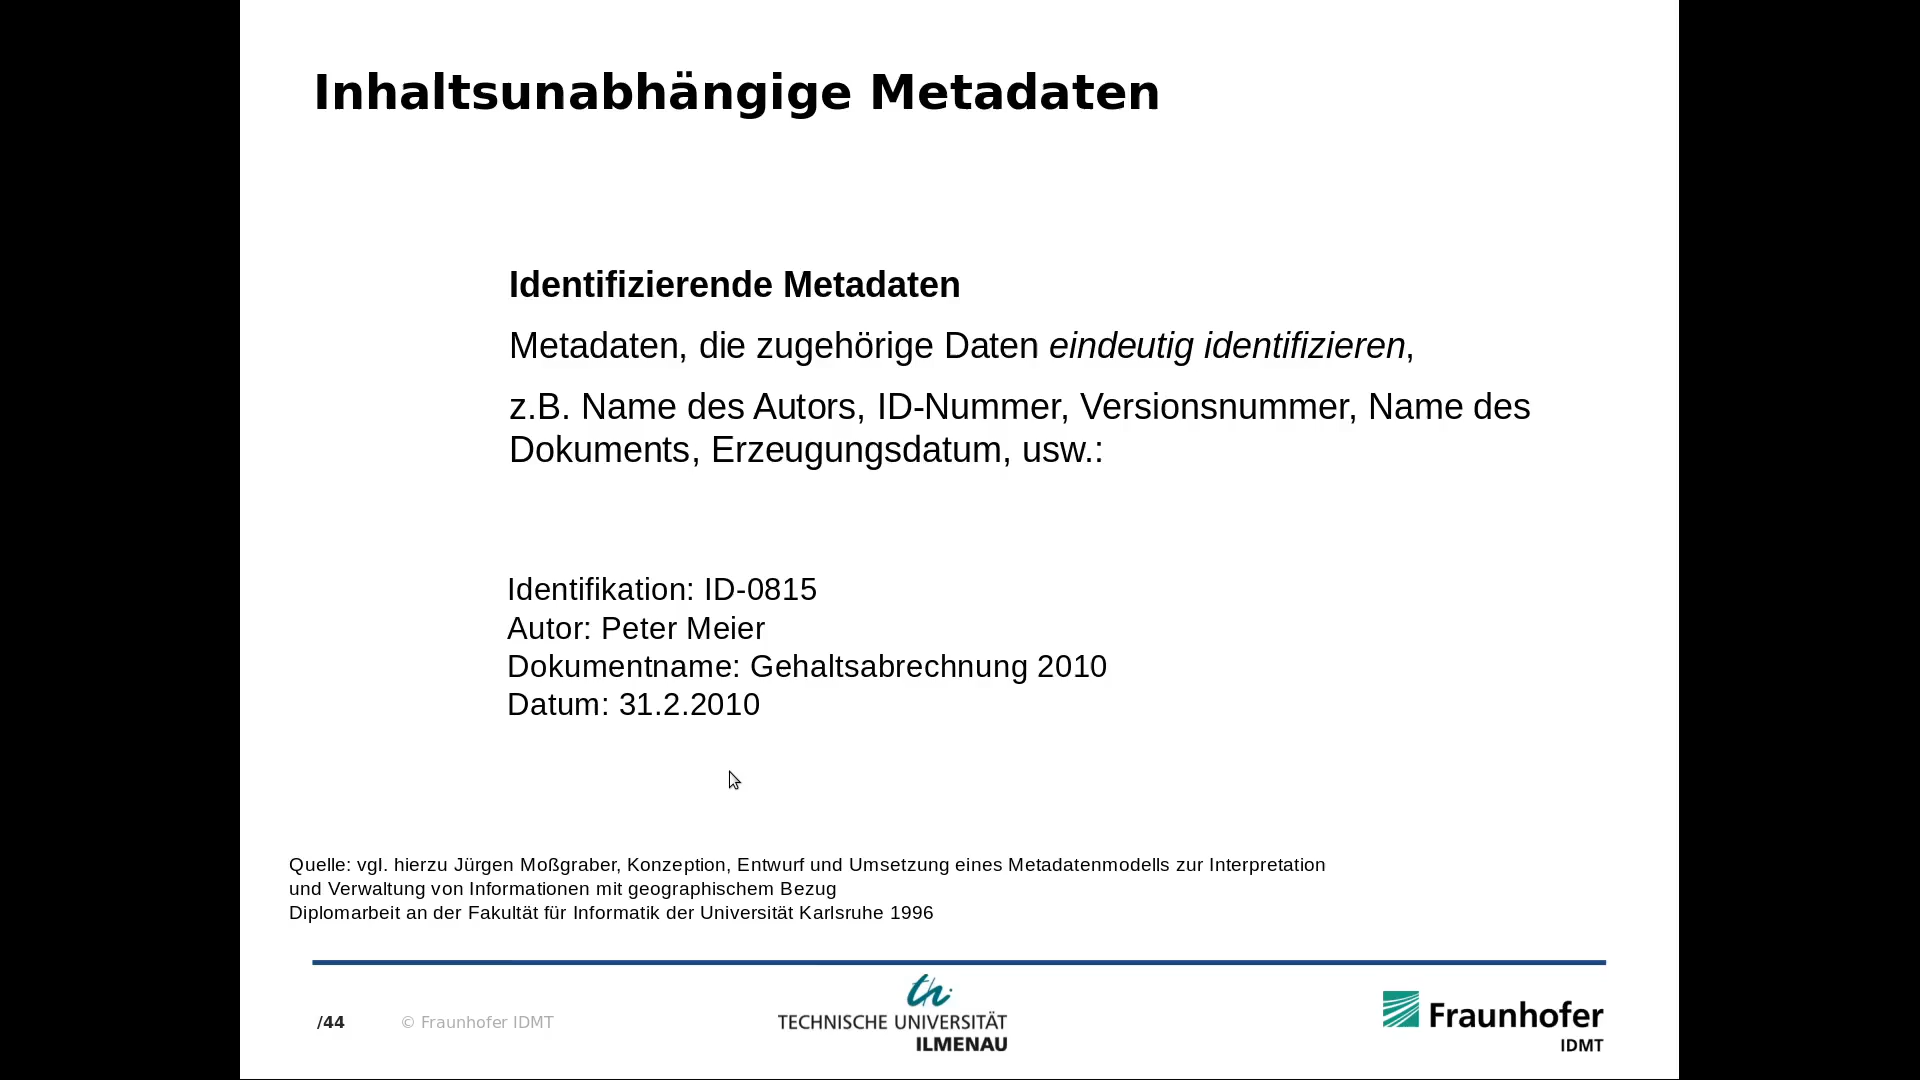 Inhaltsunabhängige Metadaten
Identifizierende Metadaten
Metadaten, die zugehörige Daten eindeutig identifizieren,
z.B. Name des Autors, ID-Nummer, Versionsnummer, Name des
Dokuments, Erzeugungsdatum, usw.:
Identifikation: ID-0815
Autor: Peter Meier
Dokumentname: Gehaltsabrechnung 2010
Datum: 31.2.2010
Quelle: vgl. hierzu Jürgen Moßgraber, Konzeption, Entwurf und Umsetzung eines Metadatenmodells zur Interpretation
und Verwaltung von Informationen mit geographischem Bezug
Diplomarbeit an der Fakultät für Informatik der Universität Karlsruhe 1996
/44
© Fraunhofer IDMT
th
TECHNISCHE UNIVERSITÄT
ILMENAU
Fraunhofer
IDMT